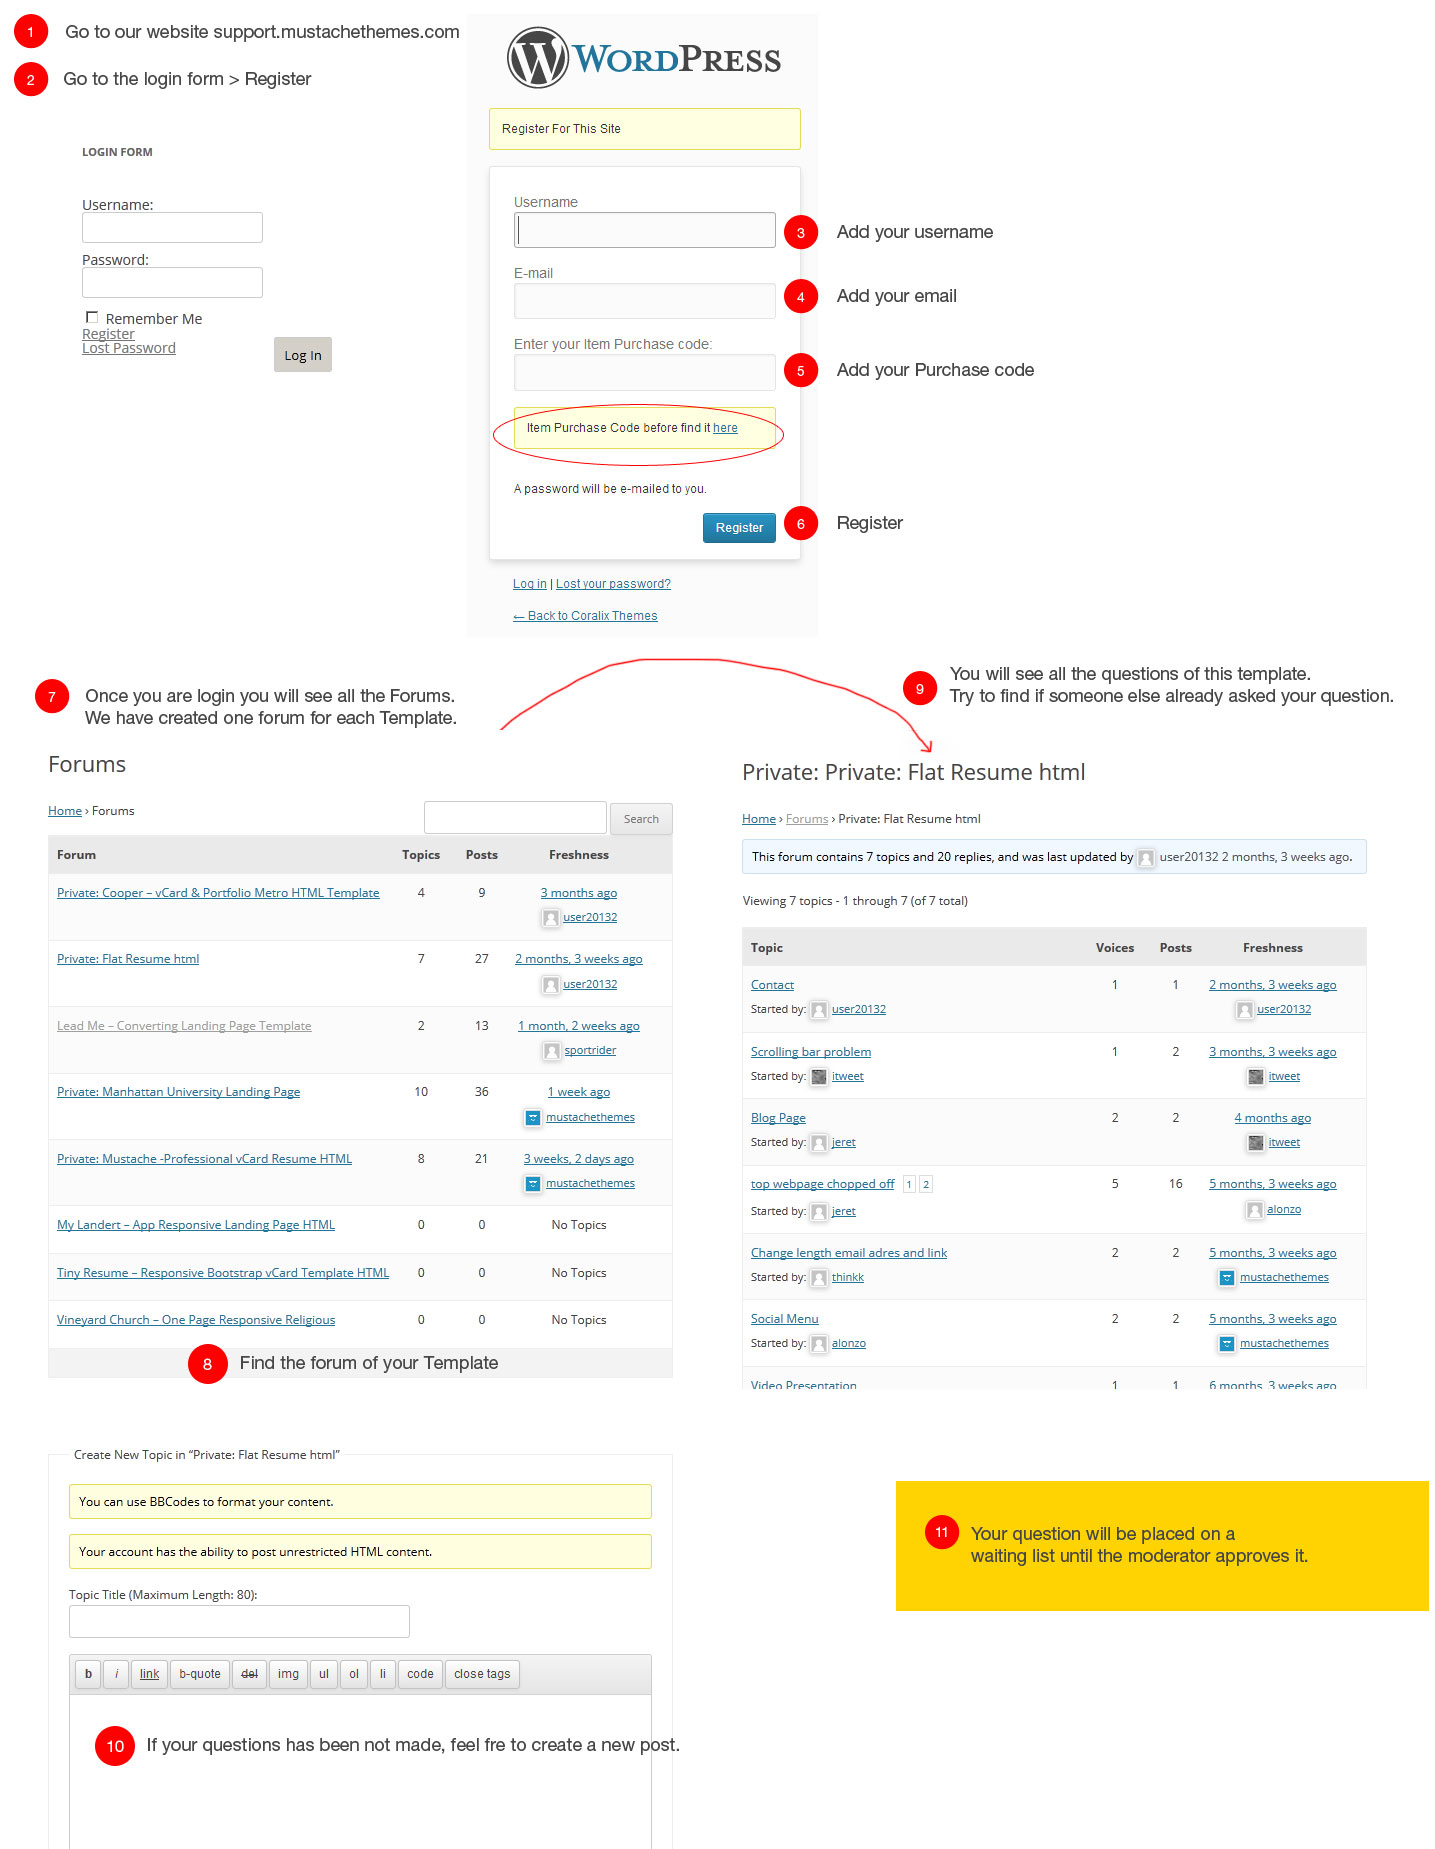 1 Go to our website support.mustachethemes.com
2 Go to the login form > Register
LOGIN FORM
Username:
Password:
Remember Me
Register
Lost Password
Log In
WORDPRESS
Register For This Site
Username
3 Add your username
E-mail
4 Add your email
Enter your Item Purchase code:
5 Add your Purchase code
Item Purchase Code before find it here
A password will be e-mailed to you.
Register
6 Register
Log in | Lost your password?
← Back to Coralix Themes
7 Once you are login you will see all the Forums.
We have created one forum for each Template.
Forums
Home › Forums
Search
Forum Topics Posts Freshness
Private: Cooper – vCard & Portfolio Metro HTML Template 4 9 3 months ago
user20132
Private: Flat Resume html 7 27 2 months, 3 weeks ago
user20132
Lead Me – Converting Landing Page Template 2 13 1 month, 2 weeks ago
sportrider
Private: Manhattan University Landing Page 10 36 1 week ago
mustachethemes
Private: Mustache -Professional vCard Resume HTML 8 21 3 weeks, 2 days ago
mustachethemes
My Landert – App Responsive Landing Page HTML 0 0 No Topics
Tiny Resume – Responsive Bootstrap vCard Template HTML 0 0 No Topics
Vineyard Church – One Page Responsive Religious 0 0 No Topics
8 Find the forum of your Template
9 You will see all the questions of this template.
Try to find if someone else already asked your question.
Private: Private: Flat Resume html
Home › Forums › Private: Flat Resume html
This forum contains 7 topics and 20 replies, and was last updated by user20132 2 months, 3 weeks ago.
Viewing 7 topics - 1 through 7 (of 7 total)
Topic Voices Posts Freshness
Contact 1 1 2 months, 3 weeks ago
Started by: user20132 user20132
Scrolling bar problem 1 2 3 months, 3 weeks ago
Started by: itweet itweet
Blog Page 2 2 4 months ago
Started by: jeret itweet
top webpage chopped off 1 2 5 16 5 months, 3 weeks ago
Started by: jeret alonzo
Change length email adres and link 2 2 5 months, 3 weeks ago
Started by: thinkk mustachethemes
Social Menu 2 2 5 months, 3 weeks ago
Started by: alonzo mustachethemes
Video Presentation 1 1 6 months, 3 weeks ago
Create New Topic in “Private: Flat Resume html”
You can use BBCodes to format your content.
Your account has the ability to post unrestricted HTML content.
Topic Title (Maximum Length: 80):
b i link b-quote del img ul ol li code close tags
10 If your questions has been not made, feel fre to create a new post.
11 Your question will be placed on a
waiting list until the moderator approves it.